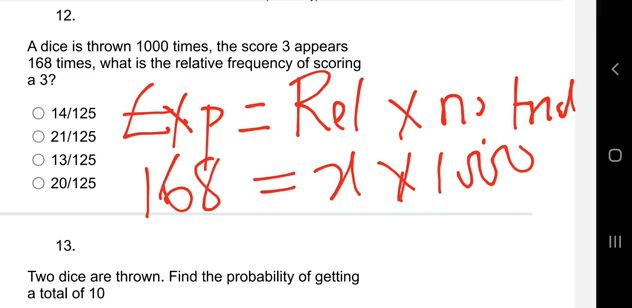 12.
A dice is thrown 1000 times, the score 3 appears
168 times, what is the relative frequency of scoring
a 3?
14/125
21/125
13/125
20/125
Exp = Rel × no
168 = x × 1000
13.
Two dice are thrown. Find the probability of getting
a total of 10